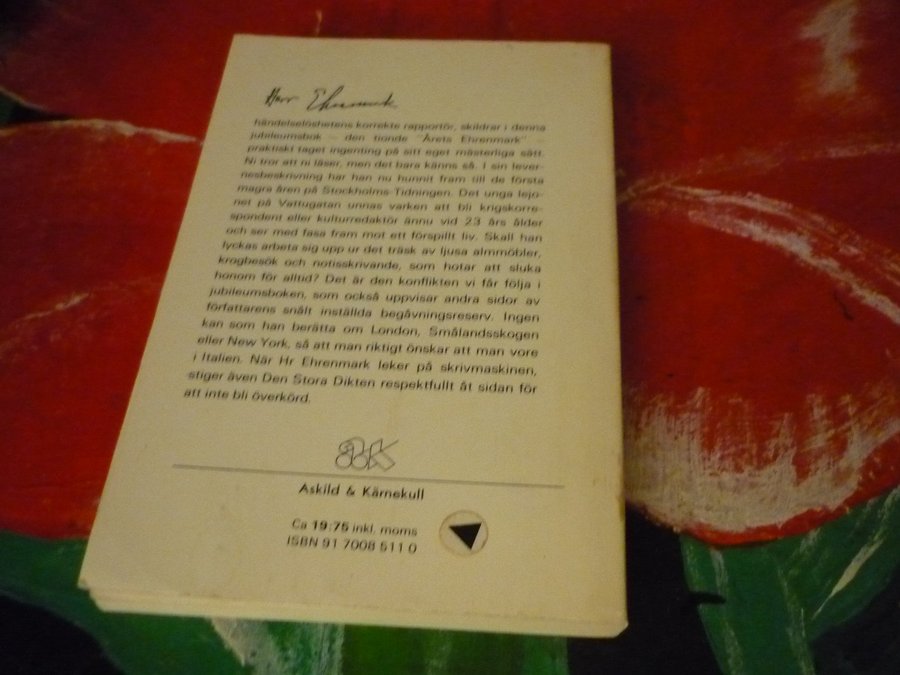 Herr Ehrenmark
händelselöshetens korrekte rapportör, skildrar i denna
jubileumsbok — den tionde "Årets Ehrenmark" —
praktiskt taget ingenting på sitt eget mästerliga sätt.
Ni tror att ni läser, men det bara känns så. I sin lever-
nesbeskrivning har han nu hunnit fram till de första
magra åren på Stockholms-Tidningen. Det unga lejo-
net på Vattugatan unnas varken att bli krigskorre-
spondent eller kulturredaktör ännu vid 23 års ålder
och ser med fasa fram mot ett förspillt liv. Skall han
lyckas arbeta sig upp ur det träsk av ljusa almmöbler,
krogbesök och notisskrivande, som hotar att sluka
honom för alltid? Det är den konflikten vi får följa i
jubileumsboken, som också uppvisar andra sidor av
författarens snålt inställda begåvningsreserv. Ingen
kan som han berätta om London, Smålandsskogen
eller New York, så att man riktigt önskar att man vore
i Italien. När Hr Ehrenmark leker på skrivmaskinen,
stiger även Den Stora Dikten respektfullt åt sidan för
att inte bli överkörd.
Askild & Kärnekull
Ca 19:75 inkl. moms
ISBN 91 7008 511 0